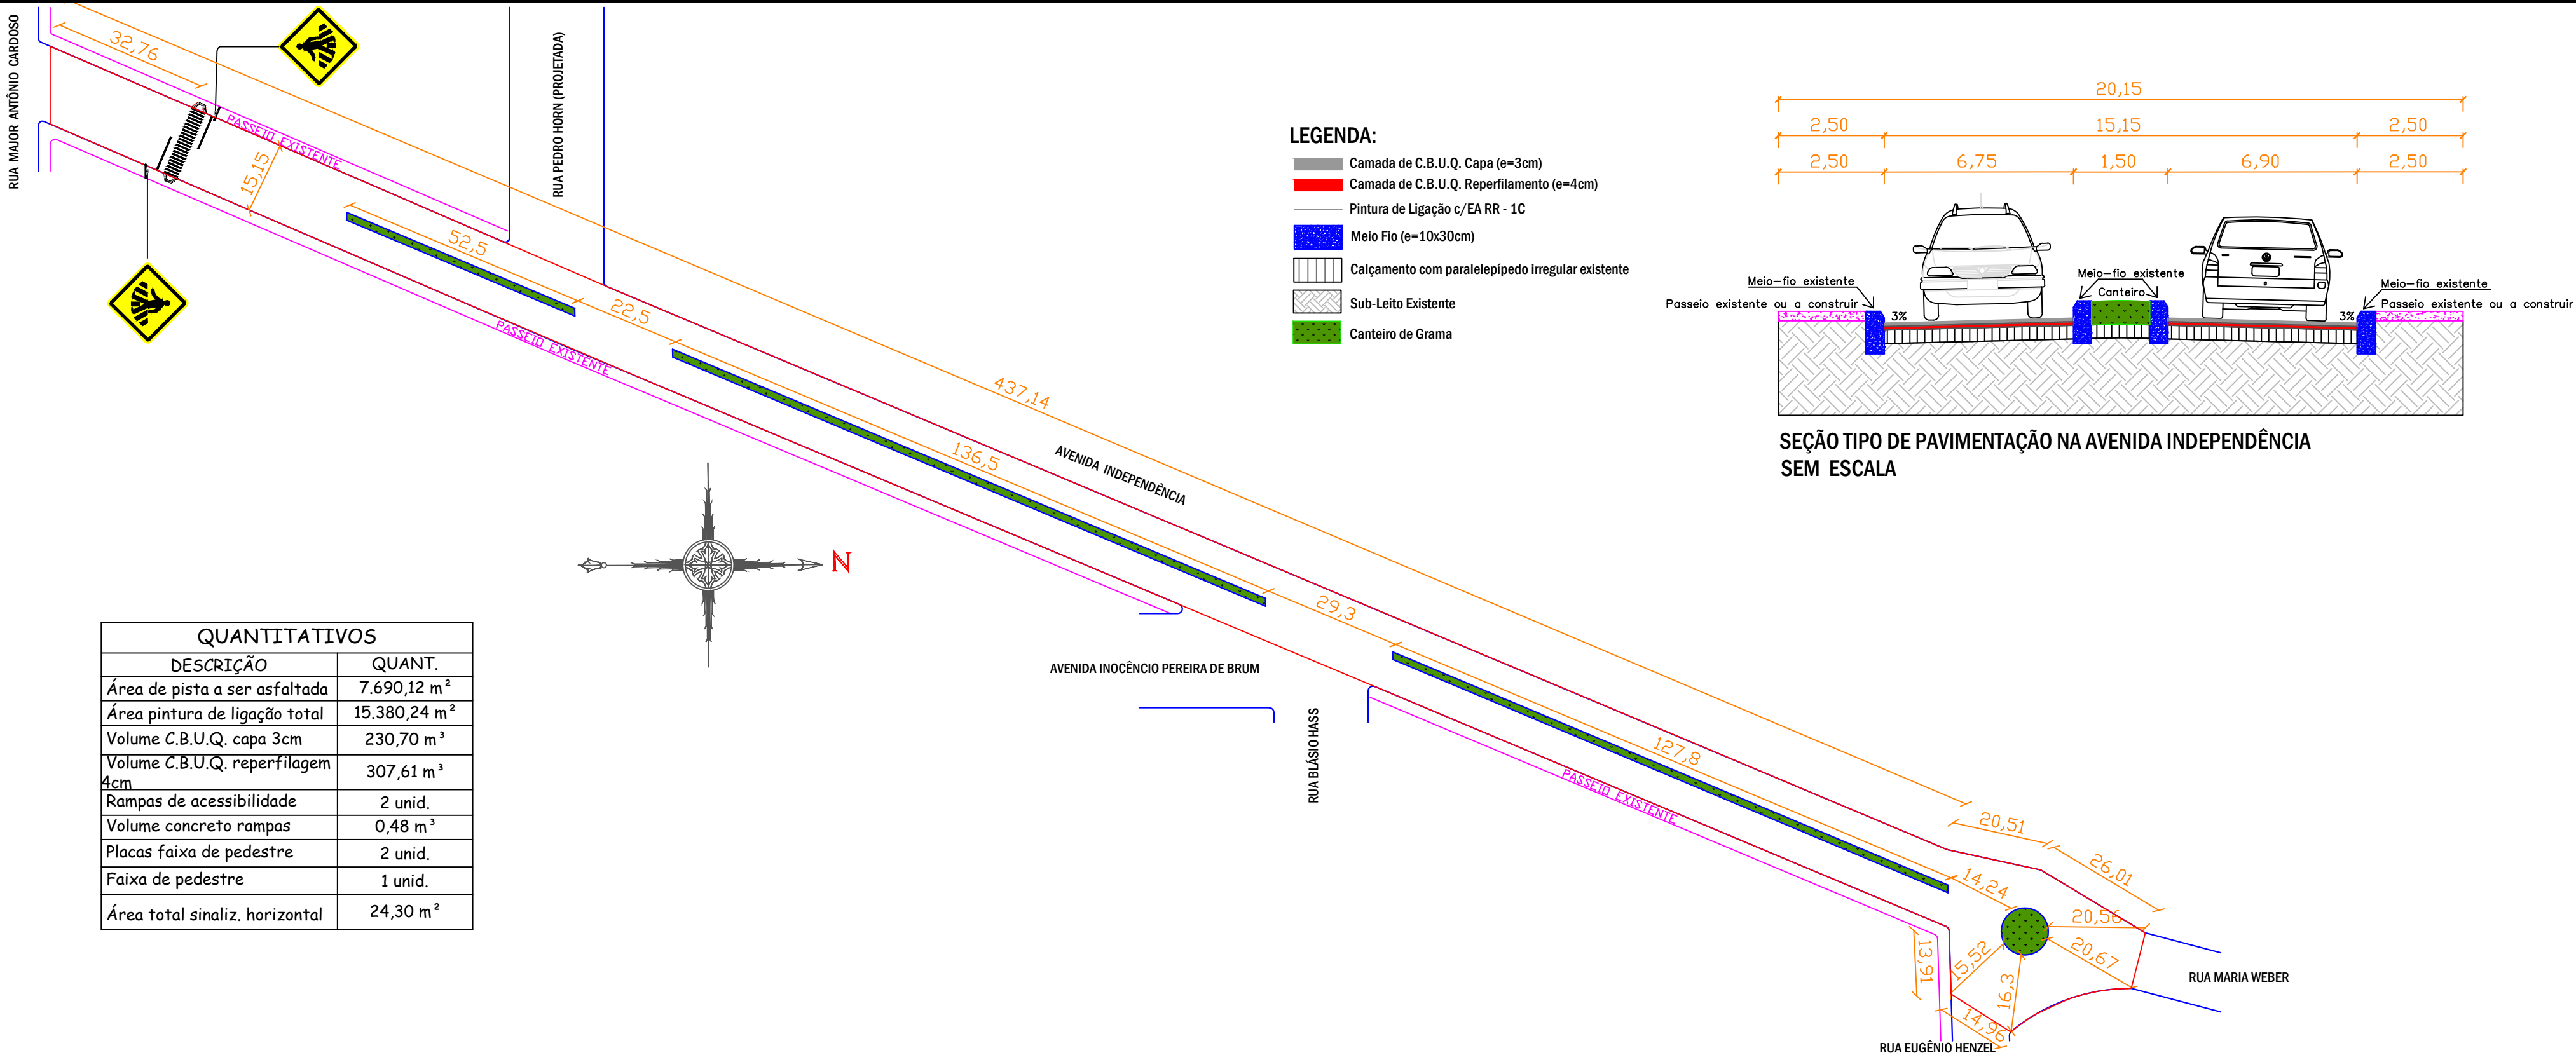 RUA MAJOR ANTÔNIO CARDOSO
32,76
PASSEIO EXISTENTE
15,15
RUA PEDRO HORN (PROJETADA)
52,5
22,5
PASSEIO EXISTENTE
437,14
136,5
AVENIDA INDEPENDÊNCIA
N
29,3
AVENIDA INOCÊNCIO PEREIRA DE BRUM
RUA BLÁSIO HASS
127,8
PASSEIO EXISTENTE
20,51
26,01
14,24
20,56
20,67
15,52
16,3
13,91
14,96
RUA MARIA WEBER
RUA EUGÊNIO HENZEL
LEGENDA:
Camada de C.B.U.Q. Capa (e=3cm)
Camada de C.B.U.Q. Reperfilamento (e=4cm)
Pintura de Ligação c/EA RR - 1C
Meio Fio (e=10x30cm)
Calçamento com paralelepípedo irregular existente
Sub-Leito Existente
Canteiro de Grama
20,15
2,50 15,15 2,50
2,50 6,75 1,50 6,90 2,50
Meio-fio existente
Passeio existente ou a construir
3%
Meio-fio existente
Canteiro
3%
Meio-fio existente
Passeio existente ou a construir
SEÇÃO TIPO DE PAVIMENTAÇÃO NA AVENIDA INDEPENDÊNCIA
SEM ESCALA
QUANTITATIVOS
DESCRIÇÃO QUANT.
Área de pista a ser asfaltada 7.690,12 m²
Área pintura de ligação total 15.380,24 m²
Volume C.B.U.Q. capa 3cm 230,70 m³
Volume C.B.U.Q. reperfilagem
4cm 307,61 m³
Rampas de acessibilidade 2 unid.
Volume concreto rampas 0,48 m³
Placas faixa de pedestre 2 unid.
Faixa de pedestre 1 unid.
Área total sinaliz. horizontal 24,30 m²